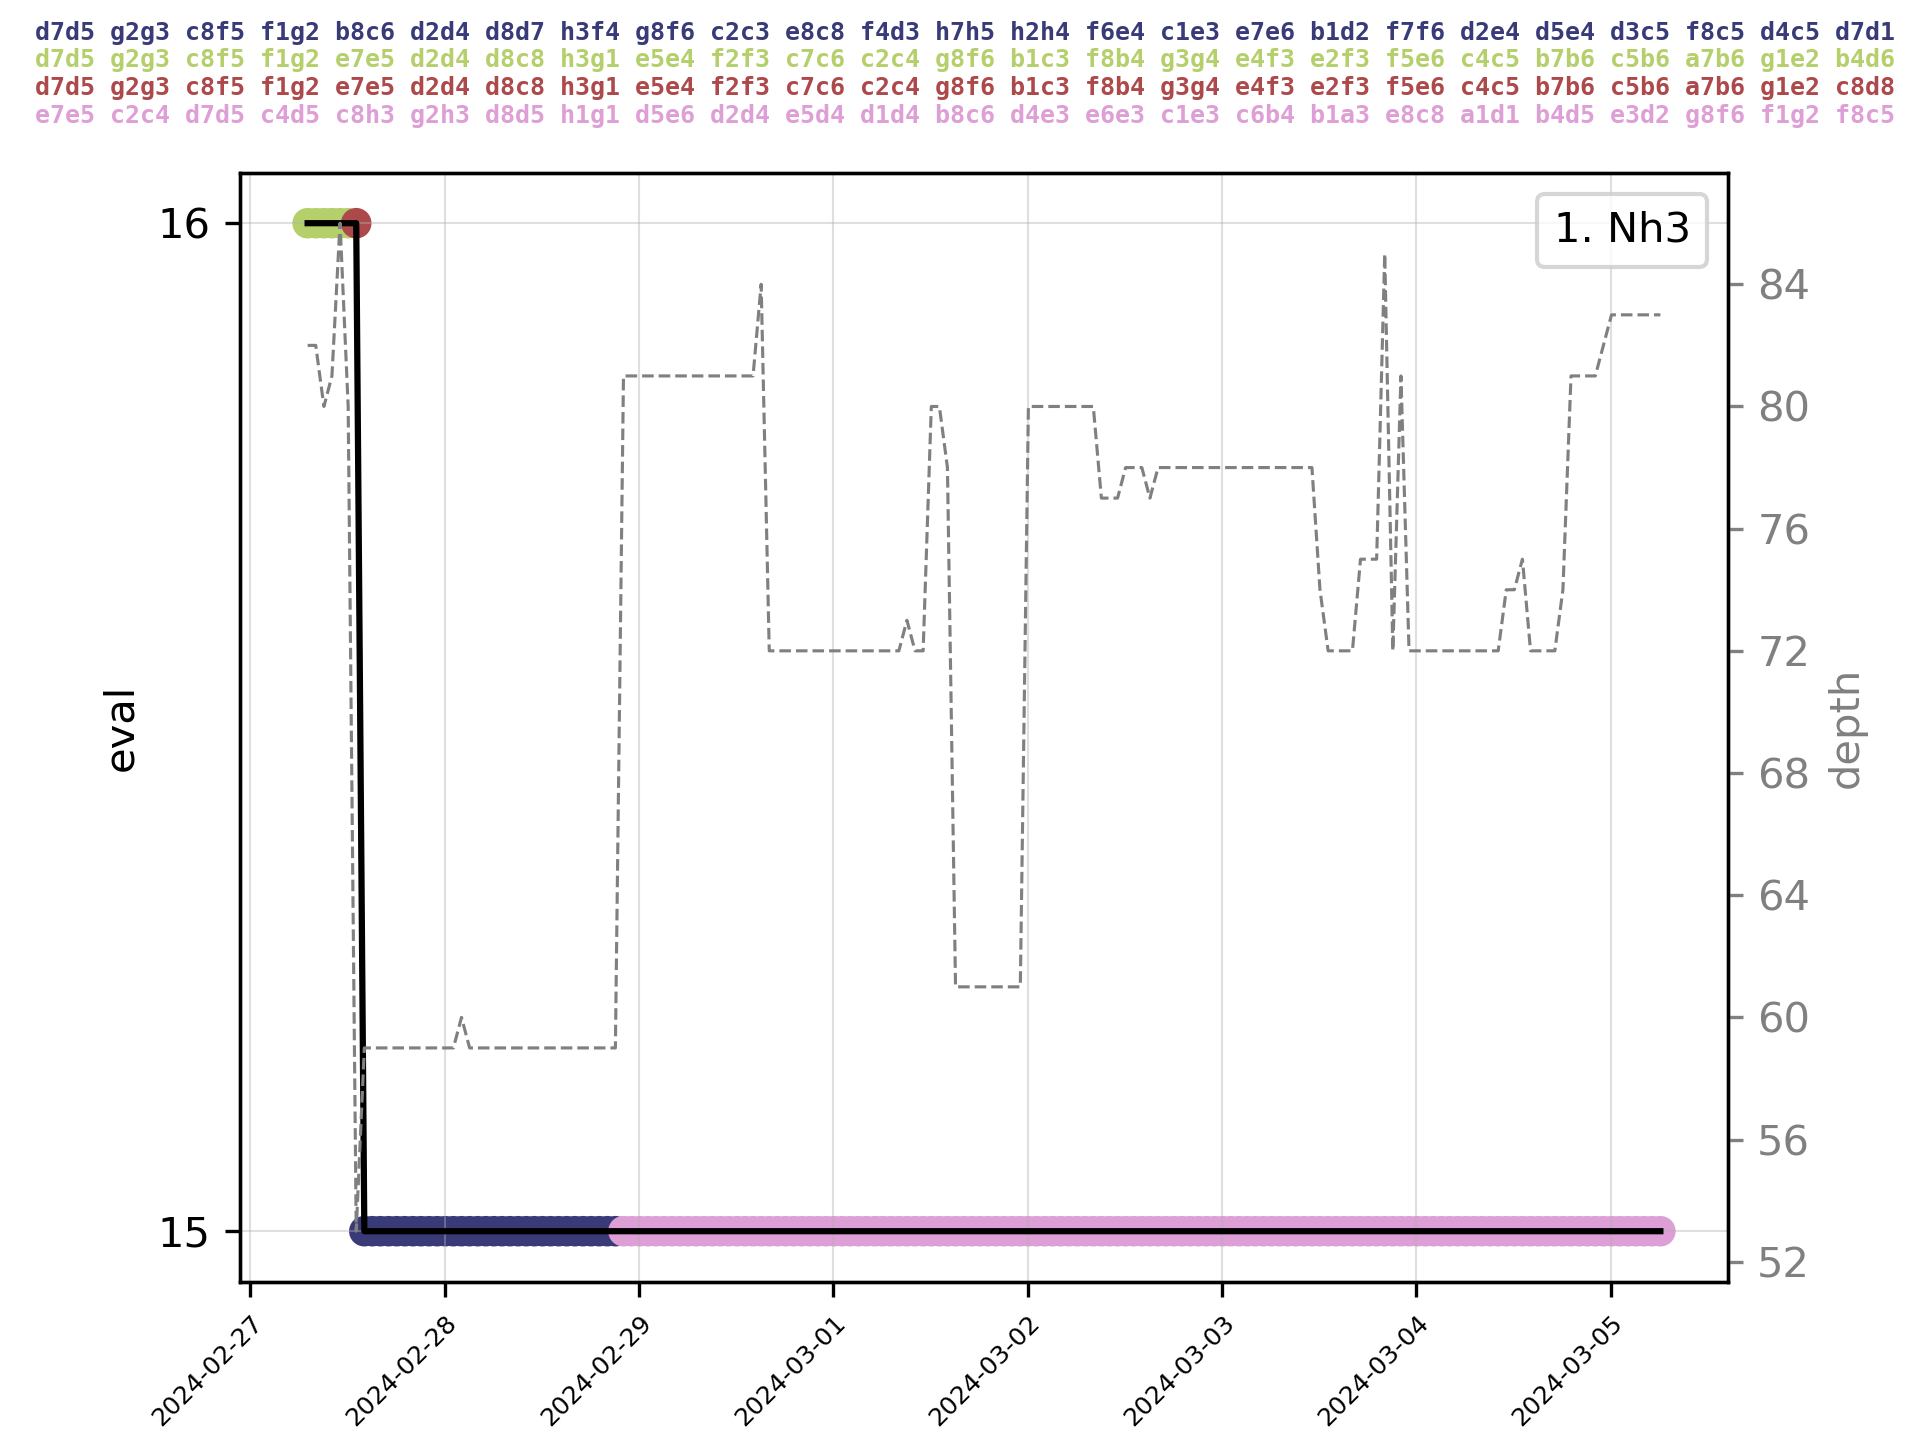 d7d5 g2g3 c8f5 f1g2 b8c6 d2d4 d8d7 h3f4 g8f6 c2c3 e8c8 f4d3 h7h5 h2h4 f6e4 c1e3 e7e6 b1d2 f7f6 d2e4 d5e4 d3c5 f8c5 d4c5 d7d1
d7d5 g2g3 c8f5 f1g2 e7e5 d2d4 d8c8 h3g1 e5e4 f2f3 c7c6 c2c4 g8f6 b1c3 f8b4 g3g4 e4f3 e2f3 f5e6 c4c5 b7b6 c5b6 a7b6 g1e2 b4d6
d7d5 g2g3 c8f5 f1g2 e7e5 d2d4 d8c8 h3g1 e5e4 f2f3 c7c6 c2c4 g8f6 b1c3 f8b4 g3g4 e4f3 e2f3 f5e6 c4c5 b7b6 c5b6 a7b6 g1e2 c8d8
e7e5 c2c4 d7d5 c4d5 c8h3 g2h3 d8d5 h1g1 d5e6 d2d4 e5d4 d1d4 b8c6 d4e3 e6e3 c1e3 c6b4 b1a3 e8c8 a1d1 b4d5 e3d2 g8f6 f1g2 f8c5
1. Nh3
16
15
eval
84
80
76
72
68
64
60
56
52
depth
2024-02-27
2024-02-28
2024-02-29
2024-03-01
2024-03-02
2024-03-03
2024-03-04
2024-03-05